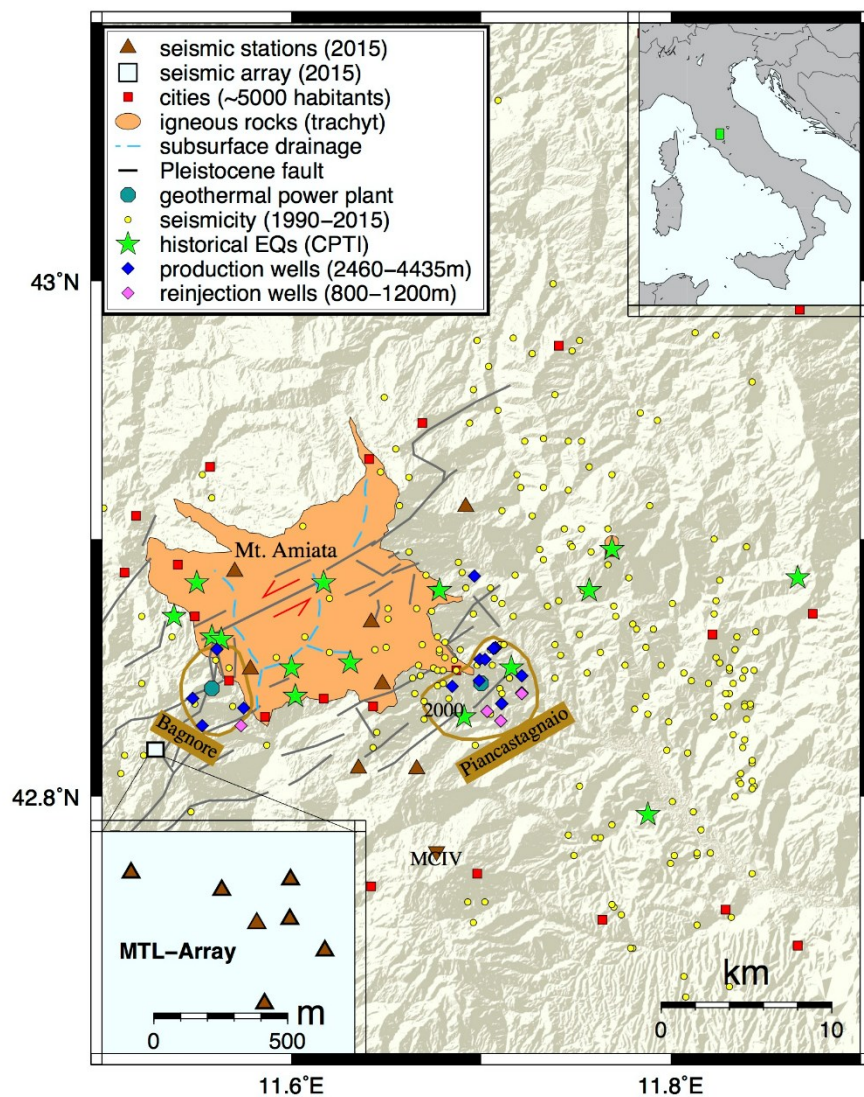 seismic stations (2015)
seismic array (2015)
cities (~5000 habitants)
igneous rocks (trachyt)
subsurface drainage
Pleistocene fault
geothermal power plant
seismicity (1990−2015)
historical EQs (CPTI)
production wells (2460−4435m)
reinjection wells (800−1200m)
43˚N
Mt. Amiata
2000
Bagnore
Piancastagnaio
42.8˚N
MCIV
MTL−Array
m
0 500
km
0 10
11.6˚E 11.8˚E